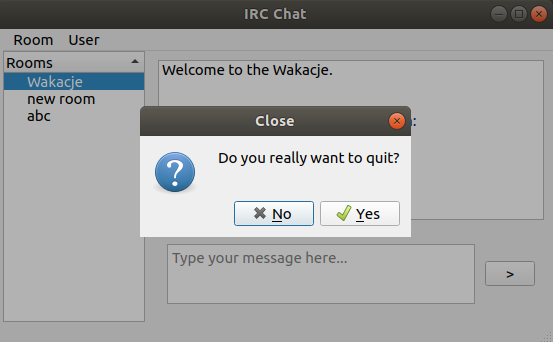 IRC Chat
Room User
Rooms
Wakacje
new room
abc
Welcome to the Wakacje.
Close
Do you really want to quit?
No
Yes
Type your message here...
>